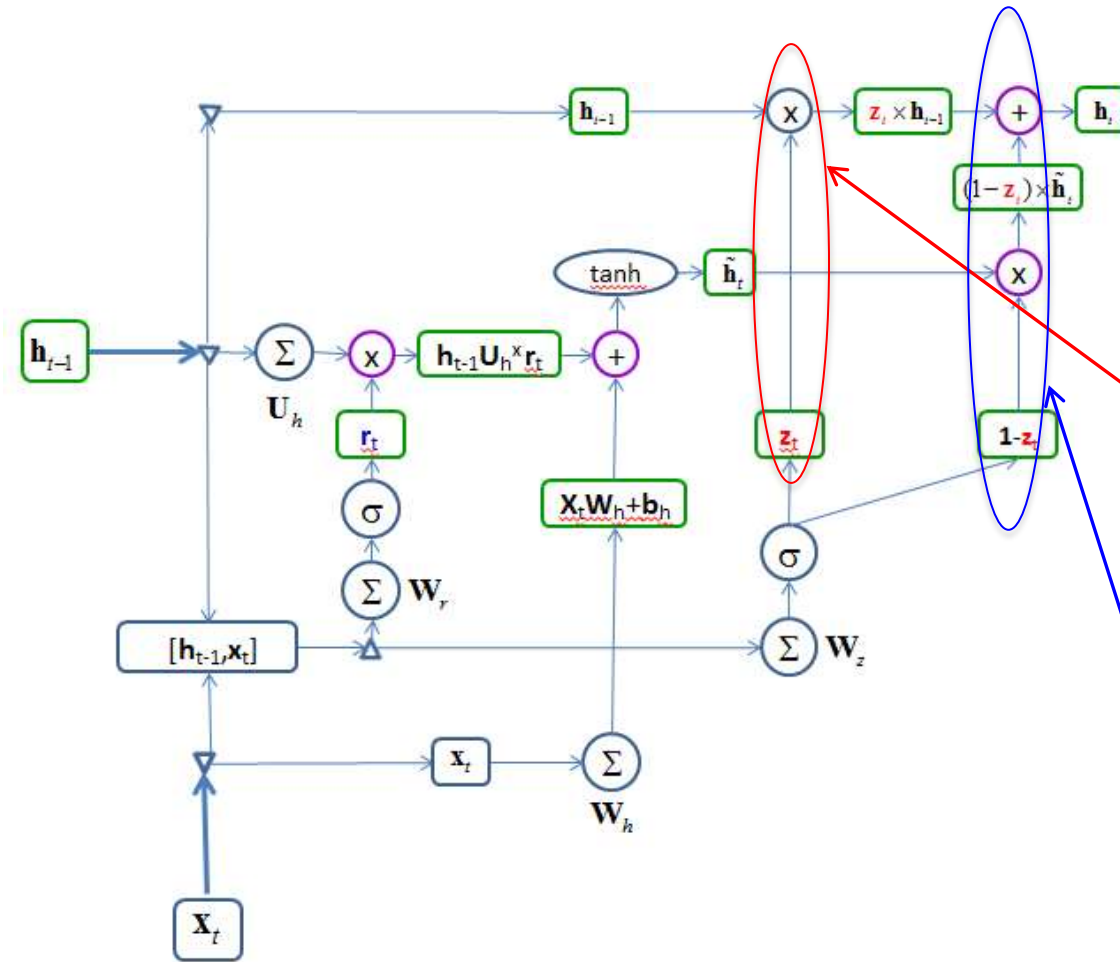 h_{t-1} x z_t × h_{t-1} + h_t
(1 − z_t) × h̃_t
tanh h̃_t x
h_{t-1} Σ x h_{t-1}U_h x r_t +
U_h
r_t z_t 1-z_t
X_tW_h+b_h
σ
σ
Σ W_r
[h_{t-1},x_t] Σ W_z
x_t Σ
W_h
X_t